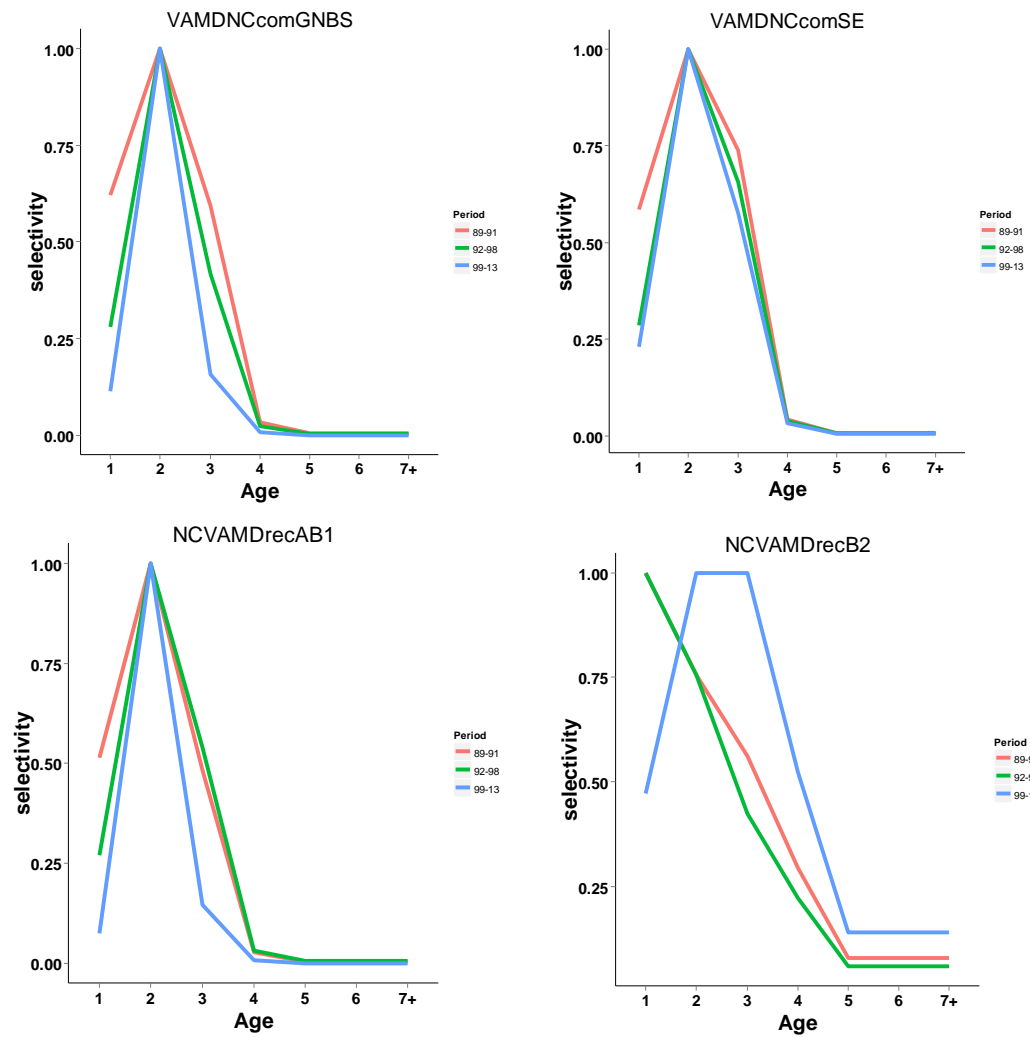 VAMDNCcomGNBS
1.00
0.75
0.50
0.25
0.00
selectivity
1 2 3 4 5 6 7+
Age
Period
89-91
92-98
99-13
VAMDNCcomSE
1.00
0.75
0.50
0.25
0.00
selectivity
1 2 3 4 5 6 7+
Age
Period
89-91
92-98
99-13
NCVAMDrecAB1
1.00
0.75
0.50
0.25
0.00
selectivity
1 2 3 4 5 6 7+
Age
Period
89-91
92-98
99-13
NCVAMDrecB2
1.00
0.75
0.50
0.25
selectivity
1 2 3 4 5 6 7+
Age
Period